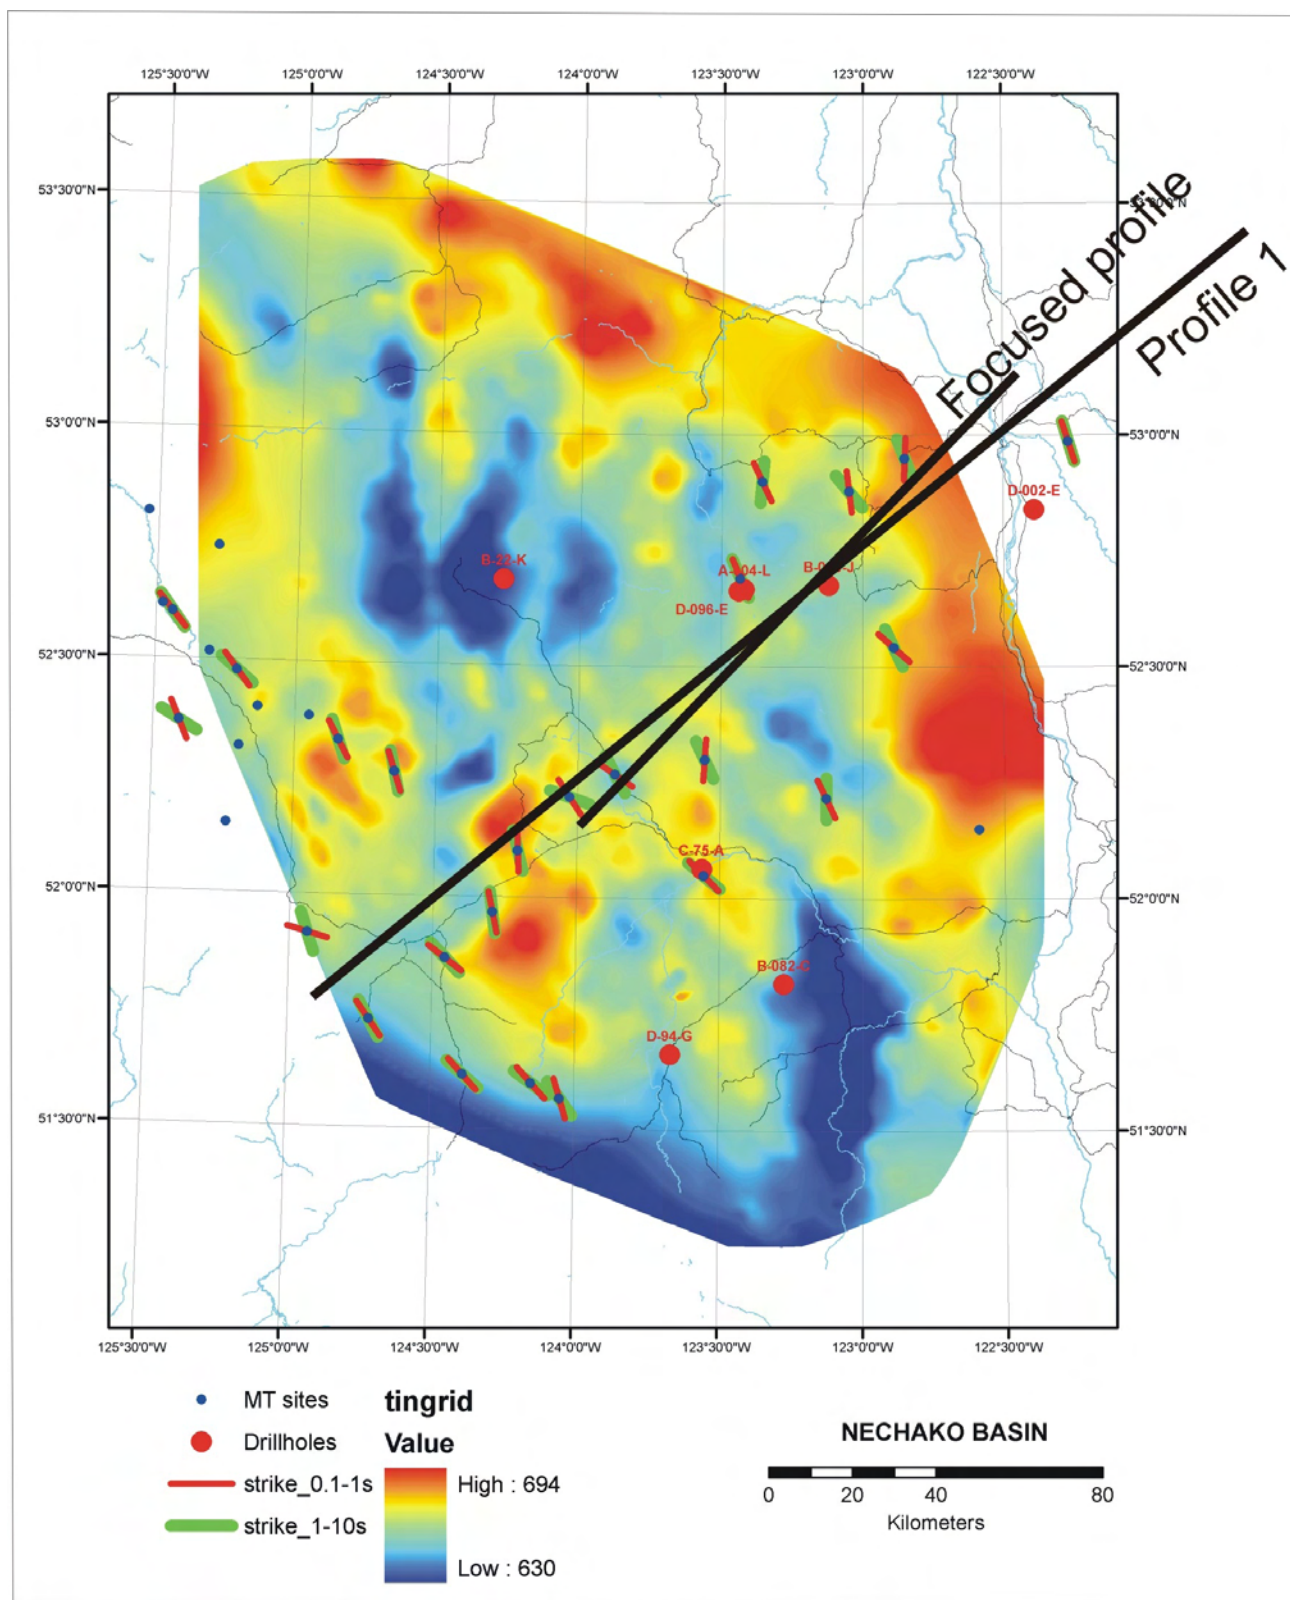 125°30'0"W 125°0'0"W 124°30'0"W 124°0'0"W 123°30'0"W 123°0'0"W 122°30'0"W
53°30'0"N
Focused profile
Profile 1
53°0'0"N 53°0'0"N
D-002-E
B-22-K
D-096-E
52°30'0"N 52°30'0"N
C-75-A
52°0'0"N 52°0'0"N
B-082-C
D-94-G
51°30'0"N 51°30'0"N
125°30'0"W 125°0'0"W 124°30'0"W 124°0'0"W 123°30'0"W 123°0'0"W 122°30'0"W
MT sites
Drillholes
strike_0.1-1s
strike_1-10s
tingrid
Value
High : 694
Low : 630
NECHAKO BASIN
0 20 40 80
Kilometers